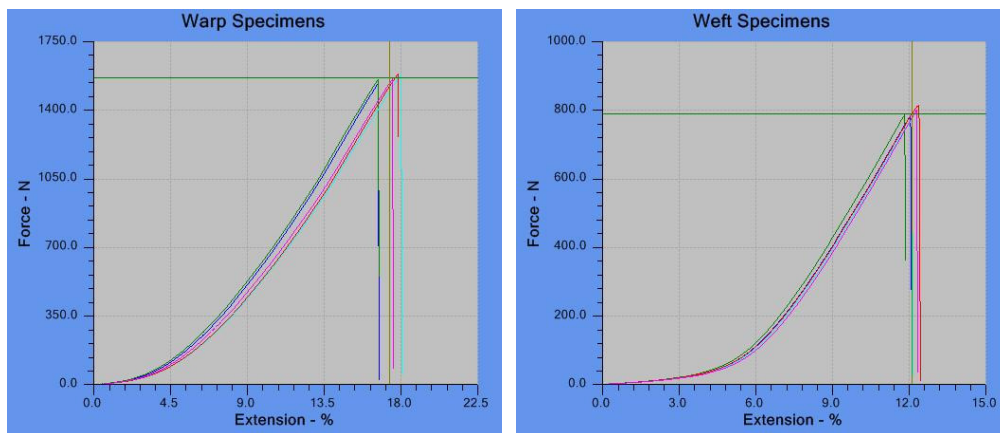 Warp Specimens
1750.0
1400.0
1050.0
700.0
350.0
0.0
Force - N
0.0 4.5 9.0 13.5 18.0 22.5
Extension - %
Weft Specimens
1000.0
800.0
600.0
400.0
200.0
0.0
Force - N
0.0 3.0 6.0 9.0 12.0 15.0
Extension - %